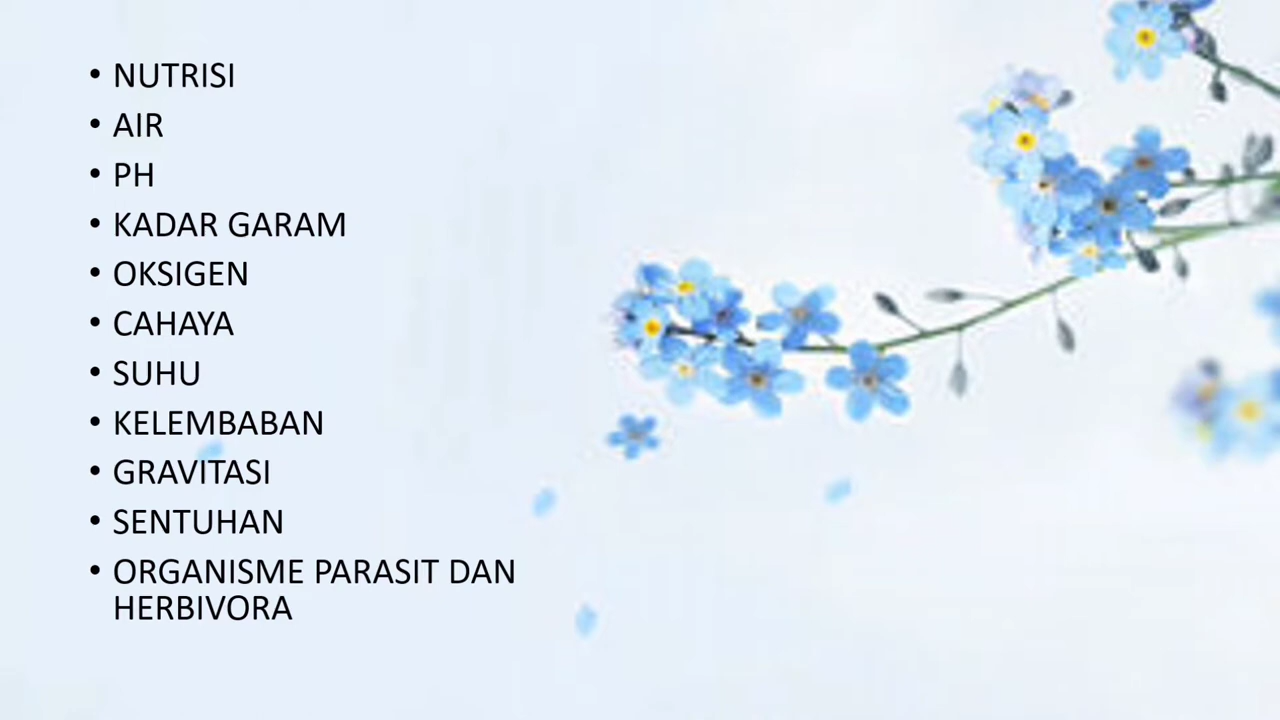 • NUTRISI
• AIR
• PH
• KADAR GARAM
• OKSIGEN
• CAHAYA
• SUHU
• KELEMBABAN
• GRAVITASI
• SENTUHAN
• ORGANISME PARASIT DAN
HERBIVORA